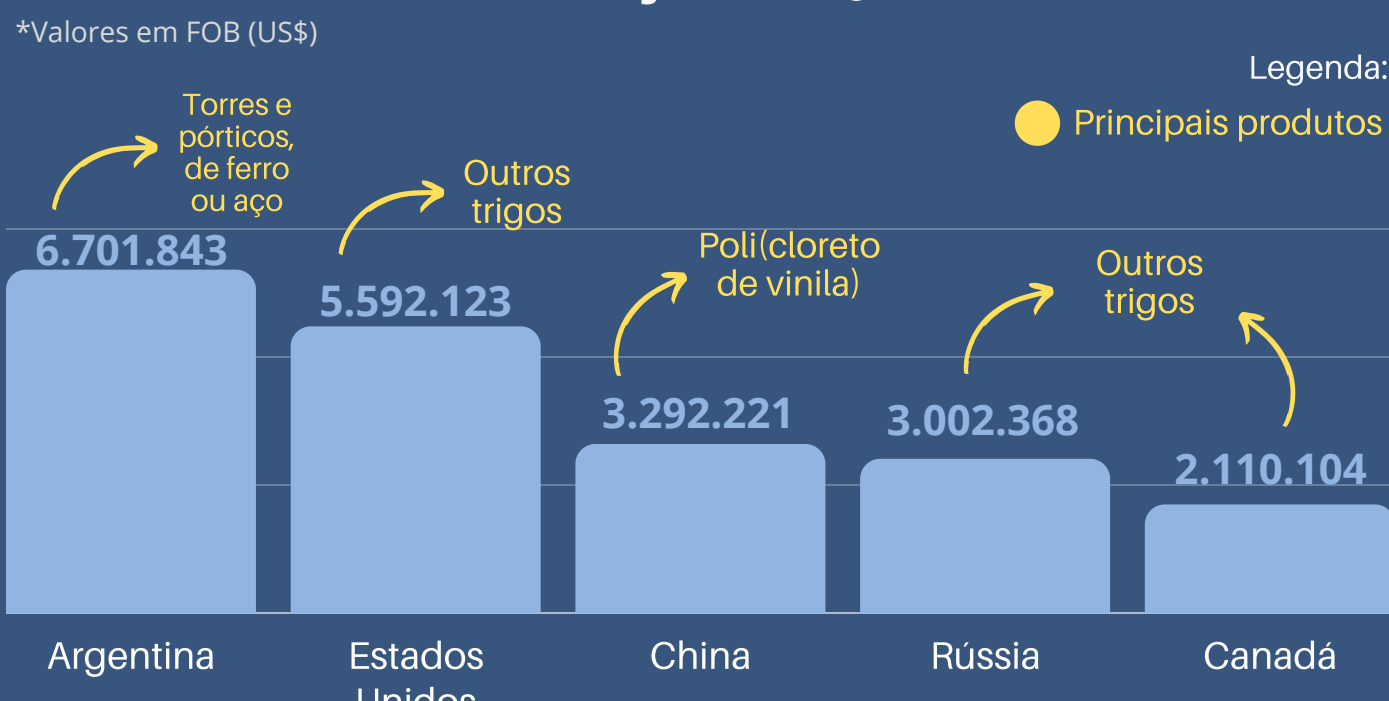 *Valores em FOB (US$)
Legenda:
Principais produtos
Torres e
pórticos,
de ferro
ou aço
Outros
trigos
Poli(cloreto
de vinila)
Outros
trigos
6.701.843
5.592.123
3.292.221
3.002.368
2.110.104
Argentina
Estados
Unidos
China
Rússia
Canadá